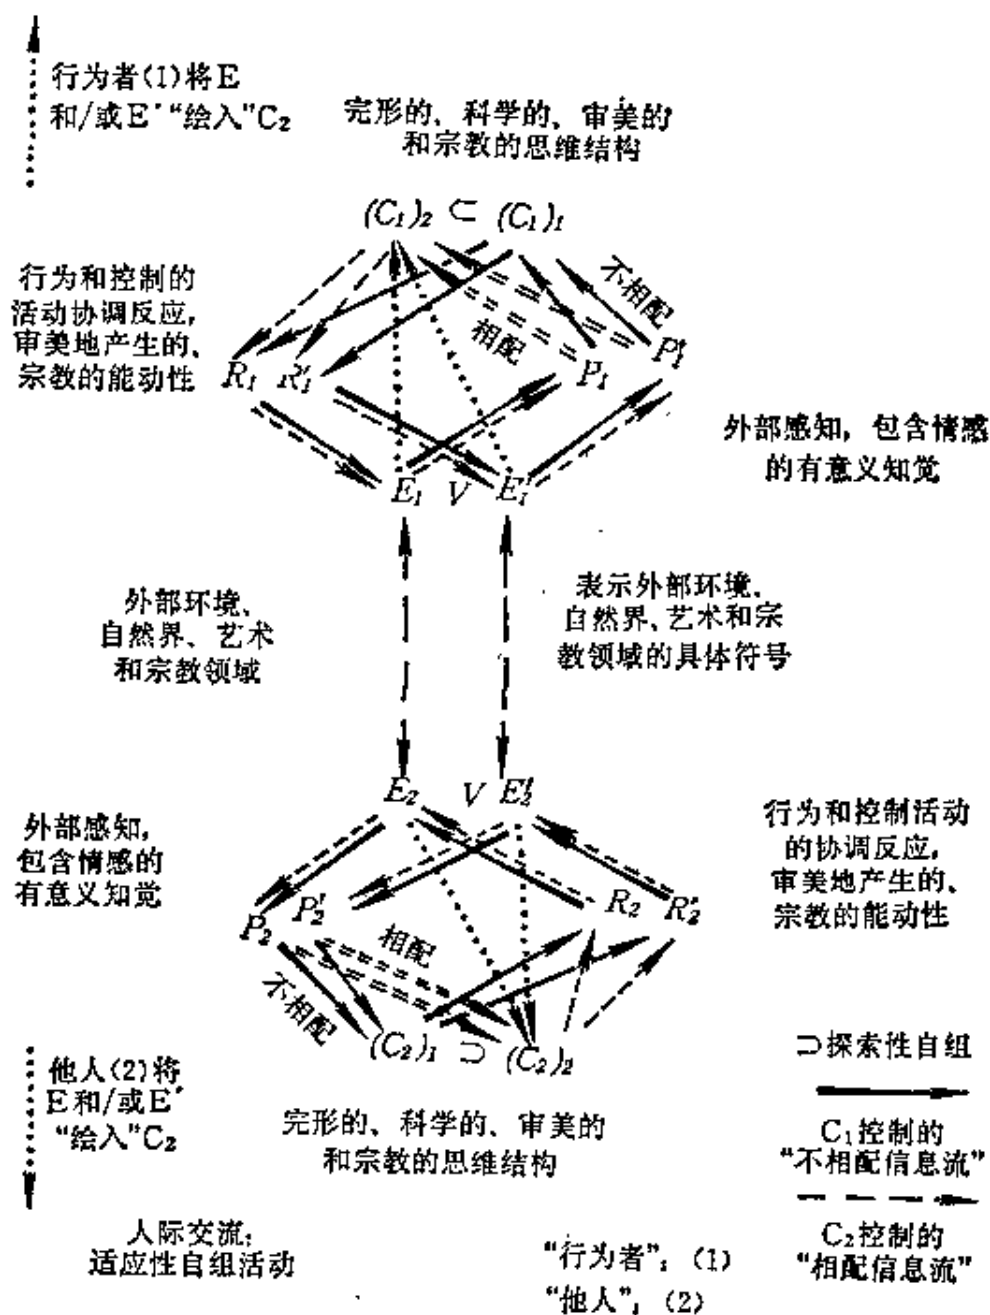 行为者(1)将E
和/或E′“绘入”C₂
完形的、科学的、审美的
和宗教的思维结构
(C₁)₂ ⊂ (C₁)₁
行为和控制的
活动协调反应,
审美地产生的、
宗教的能动性
不相配
相配
R₁ R′₁
P₁
P′₁
外部感知, 包含情感
的有意义知觉
E₁ V E′₁
外部环境、
自然界、艺术
和宗教领域
表示外部环境、
自然界、艺术和宗
教领域的具体符号
E₂ V E′₂
外部感知,
包含情感的
有意义知觉
行为和控制活动
的协调反应,
审美地产生的、
宗教的能动性
P₂ P′₂
R₂ R′₂
相配
不相配
(C₂)₁ ⊃ (C₂)₂
他人(2)将
E和/或E′
“绘入”C₂
完形的、科学的、审美的
和宗教的思维结构
⊃探索性自组
C₁控制的
“不相配信息流”
C₂控制的
“相配信息流”
人际交流:
适应性自组活动
“行为者”: (1)
“他人”: (2)